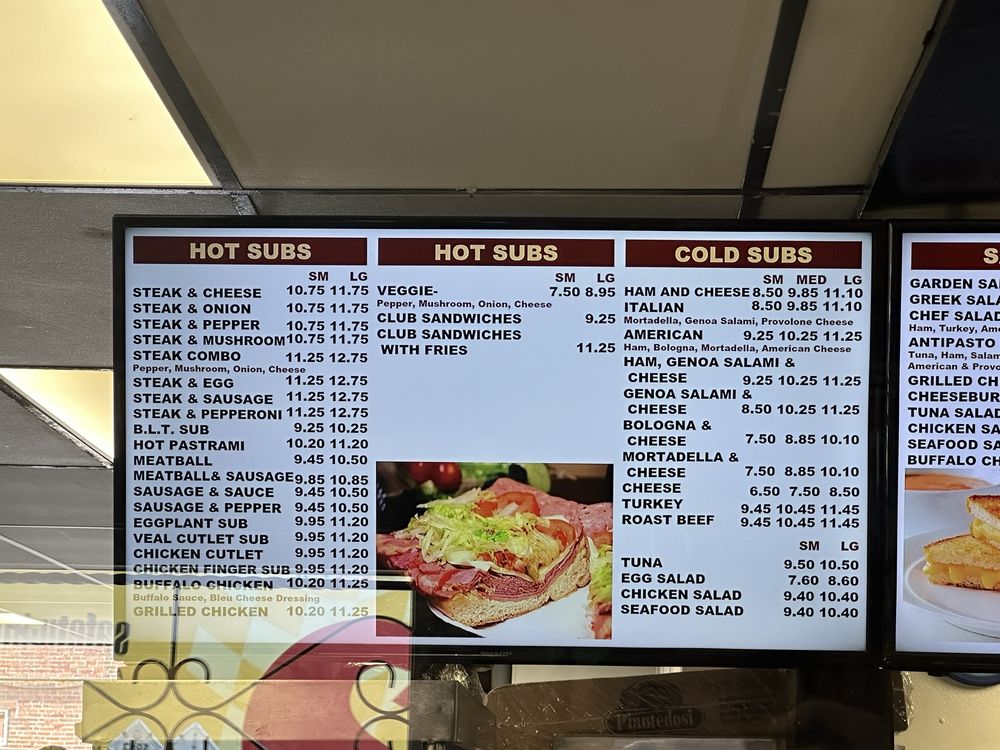 HOT SUBS
SM LG
STEAK & CHEESE 10.75 11.75
STEAK & ONION 10.75 11.75
STEAK & PEPPER 10.75 11.75
STEAK & MUSHROOM 10.75 11.75
STEAK COMBO 11.25 12.75
Pepper, Mushroom, Onion, Cheese
STEAK & EGG 11.25 12.75
STEAK & SAUSAGE 11.25 12.75
STEAK & PEPPERONI 11.25 12.75
B.L.T. SUB 9.25 10.25
HOT PASTRAMI 10.20 11.20
MEATBALL 9.45 10.50
MEATBALL& SAUSAGE 9.85 10.85
SAUSAGE & SAUCE 9.45 10.50
SAUSAGE & PEPPER 9.45 10.50
EGGPLANT SUB 9.95 11.20
VEAL CUTLET SUB 9.95 11.20
CHICKEN CUTLET 9.95 11.20
CHICKEN FINGER SUB 9.95 11.20
BUFFALO CHICKEN 10.20 11.25
Buffalo Sauce, Bleu Cheese Dressing
GRILLED CHICKEN 10.20 11.25
HOT SUBS
SM LG
VEGGIE- 7.50 8.95
Pepper, Mushroom, Onion, Cheese
CLUB SANDWICHES 9.25
CLUB SANDWICHES
WITH FRIES 11.25
COLD SUBS
SM MED LG
HAM AND CHEESE 8.50 9.85 11.10
ITALIAN 8.50 9.85 11.10
Mortadella, Genoa Salami, Provolone Cheese
AMERICAN 9.25 10.25 11.25
Ham, Bologna, Mortadella, American Cheese
HAM, GENOA SALAMI &
CHEESE 9.25 10.25 11.25
GENOA SALAMI &
CHEESE 8.50 10.25 11.25
BOLOGNA &
CHEESE 7.50 8.85 10.10
MORTADELLA &
CHEESE 7.50 8.85 10.10
CHEESE 6.50 7.50 8.50
TURKEY 9.45 10.45 11.45
ROAST BEEF 9.45 10.45 11.45
SM LG
TUNA 9.50 10.50
EGG SALAD 7.60 8.60
CHICKEN SALAD 9.40 10.40
SEAFOOD SALAD 9.40 10.40
GARDEN SA
GREEK SALA
CHEF SALAD
Ham, Turkey, Ame
ANTIPASTO
Tuna, Ham, Salam
American & Provo
GRILLED CH
CHEESEBUR
TUNA SALAD
CHICKEN SA
SEAFOOD SA
BUFFALO CH
SHARP
Piantedosi